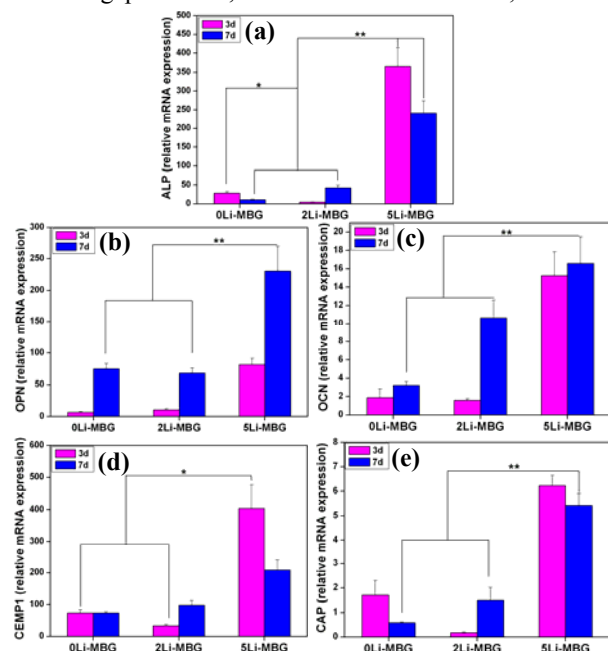 (a)
3d
7d
**
*
ALP (relative mRNA expression)
500
450
400
350
300
250
200
150
100
50
0
0Li-MBG 2Li-MBG 5Li-MBG
(b)
3d
7d
**
OPN (relative mRNA expression)
300
250
200
150
100
50
0
0Li-MBG 2Li-MBG 5Li-MBG
(c)
3d
7d
**
OCN (relative mRNA expression)
20
18
16
14
12
10
8
6
4
2
0
0Li-MBG 2Li-MBG 5Li-MBG
(d)
3d
7d
*
CEMP1 (relative mRNA expression)
600
500
400
300
200
100
0
0Li-MBG 2Li-MBG 5Li-MBG
(e)
3d
7d
**
CAP (relative mRNA expression)
8
7
6
5
4
3
2
1
0
0Li-MBG 2Li-MBG 5Li-MBG